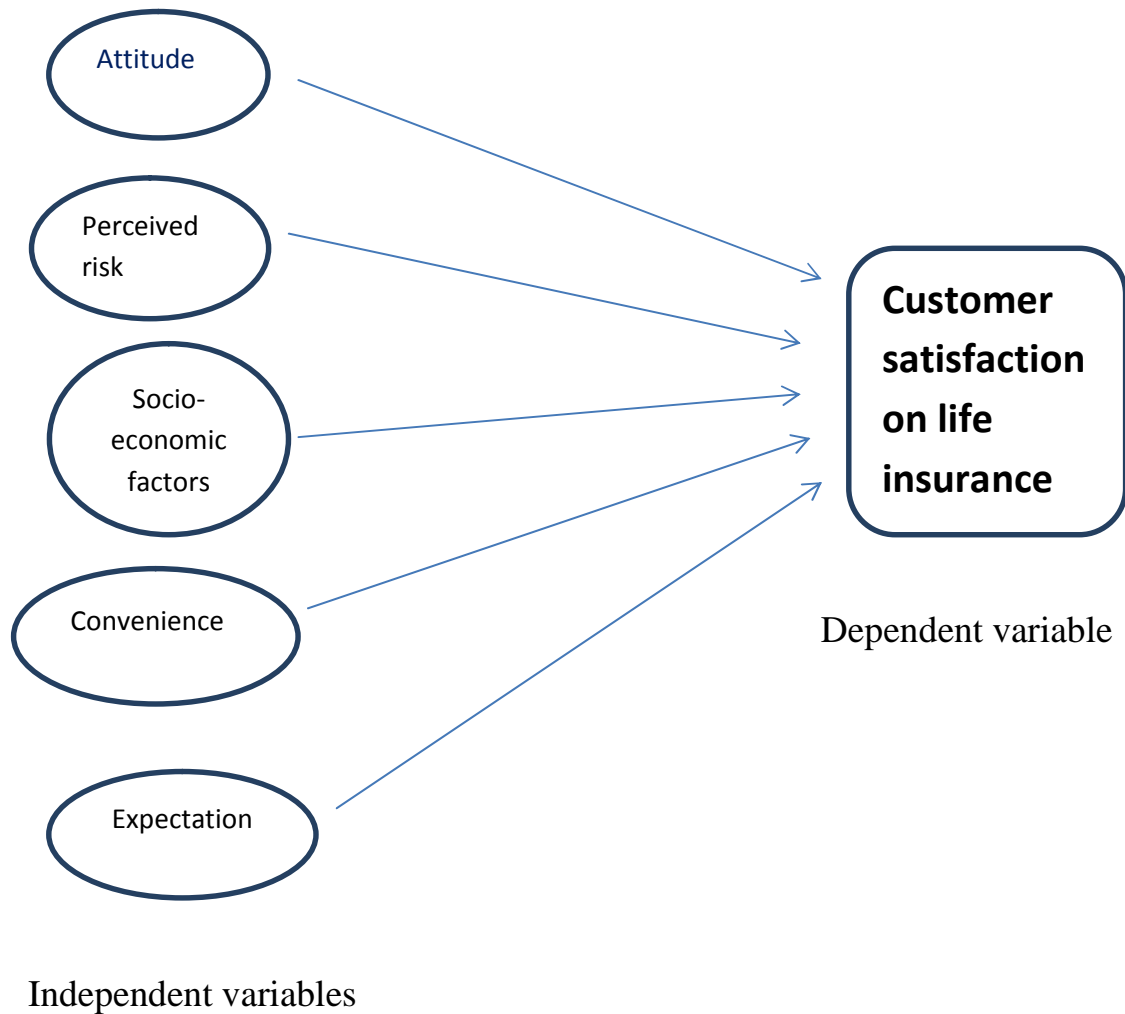 Attitude
Perceived
risk
Socio-
economic
factors
Convenience
Expectation
Independent variables
Customer
satisfaction
on life
insurance
Dependent variable